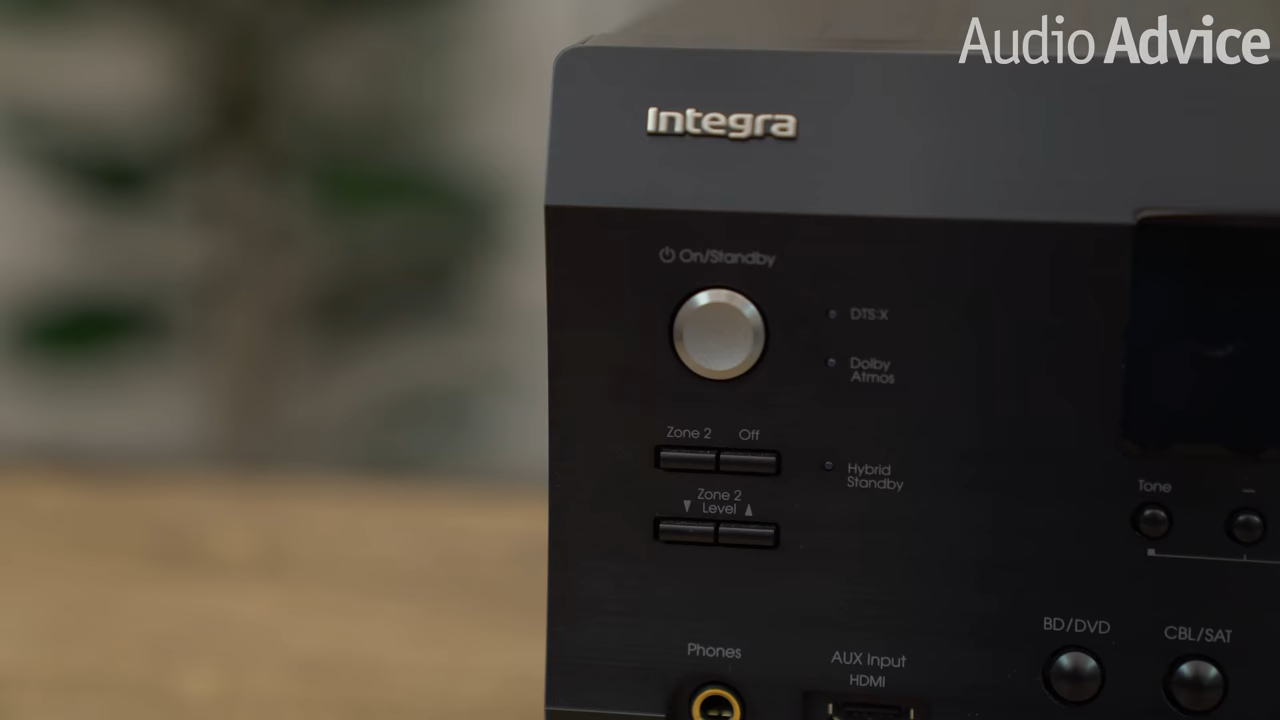 Audio Advice
Integra
On/Standby
DTS:X
Dolby
Atmos
Zone 2 Off
Hybrid
Standby
Zone 2
Level
Tone
BD/DVD
CBL/SAT
Phones
AUX Input
HDMI